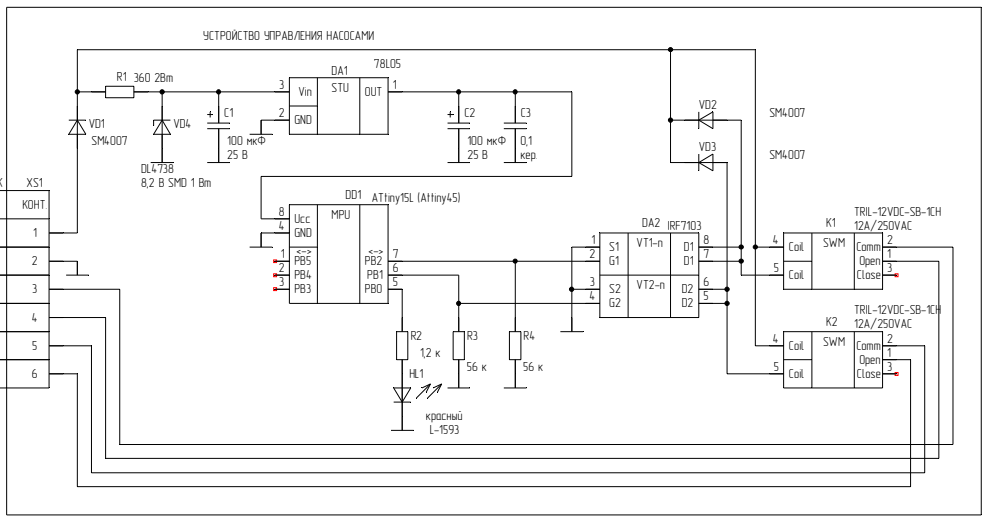 УСТРОЙСТВО УПРАВЛЕНИЯ НАСОСАМИ
R1 360 2Вт
DA1
78L05
3 Vin STU OUT 1
2 GND
VD1
SM4007
VD4
DL4738
8,2 В SMD 1 Вт
+ C1
100 мкФ
25 В
+ C2
100 мкФ
25 В
C3
0,1
кер.
VD2
SM4007
VD3
SM4007
XS1
КОНТ.
1
2
3
4
5
6
DD1
ATtiny15L (Attiny45)
8 Ucc MPU
4 GND
1 PB5 <-> <-> PB2 7
2 PB4 PB1 6
3 PB3 PB0 5
R2
1,2 к
HL1
красный
L-1593
R3
56 к
R4
56 к
DA2 IRF7103
1 S1 VT1-n D1 8
2 G1 D1 7
3 S2 VT2-n D2 6
4 G2 D2 5
K1
TRIL-12VDC-SB-1CH
12A/250VAC
4 Coil SWM Comm 2
Open 1
5 Coil Close 3
K2
TRIL-12VDC-SB-1CH
12A/250VAC
4 Coil SWM Comm 2
Open 1
5 Coil Close 3